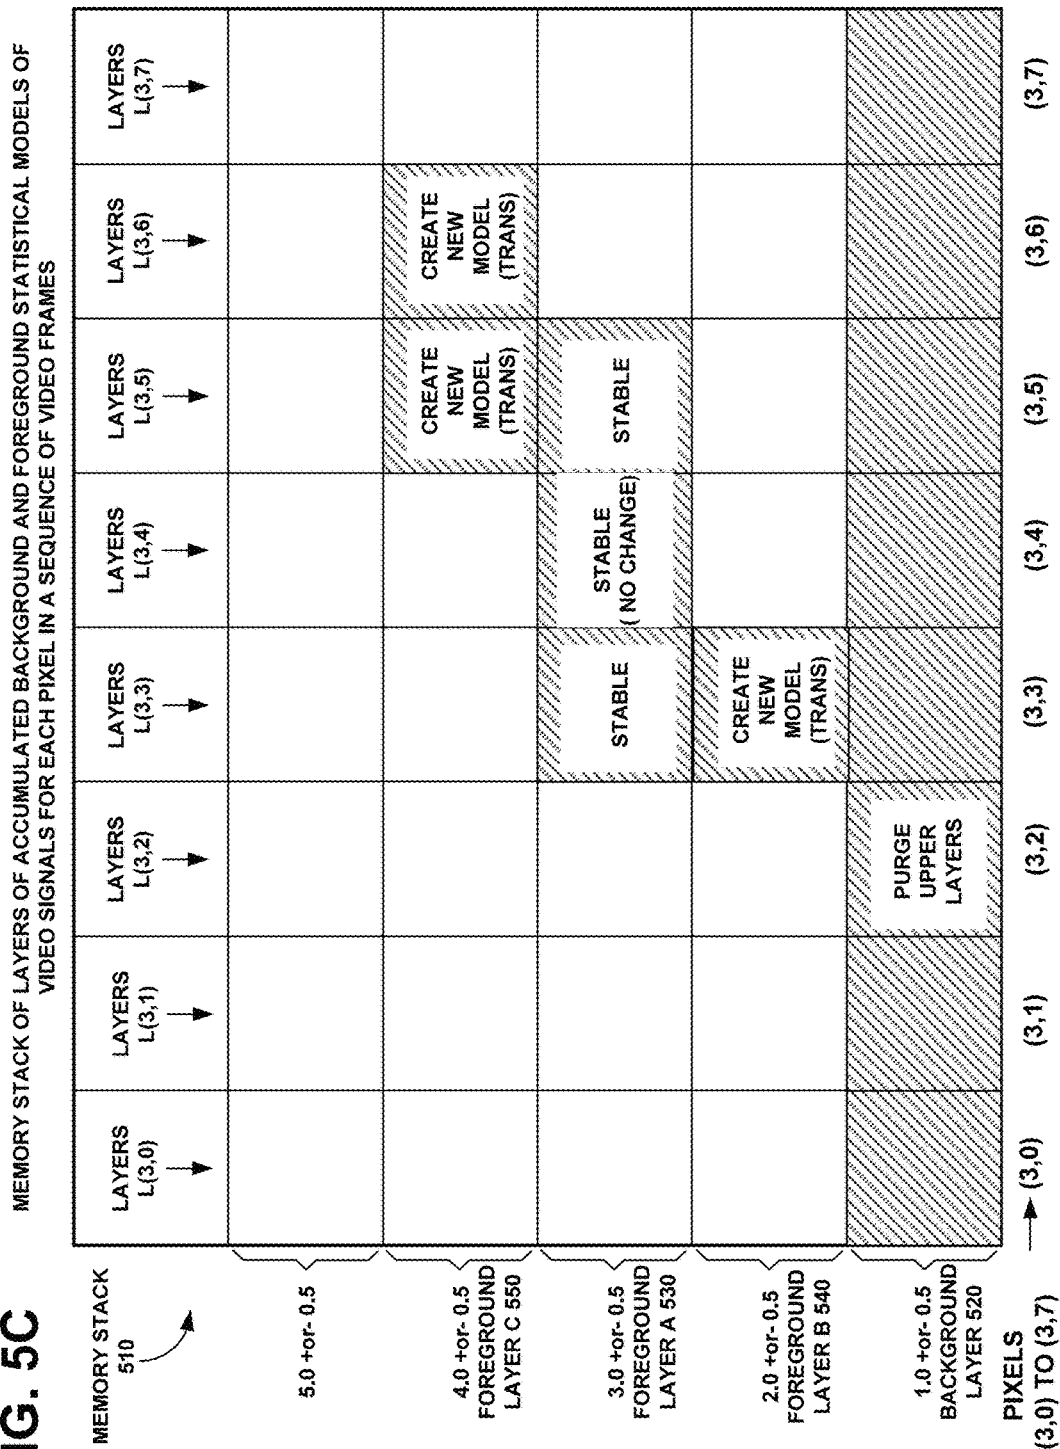 IG. 5C
MEMORY STACK OF LAYERS OF ACCUMULATED BACKGROUND AND FOREGROUND STATISTICAL MODELS OF
VIDEO SIGNALS FOR EACH PIXEL IN A SEQUENCE OF VIDEO FRAMES
MEMORY STACK
510
LAYERS
L(3,0)
LAYERS
L(3,1)
LAYERS
L(3,2)
LAYERS
L(3,3)
LAYERS
L(3,4)
LAYERS
L(3,5)
LAYERS
L(3,6)
LAYERS
L(3,7)
5.0 +or- 0.5
4.0 +or- 0.5
FOREGROUND
LAYER C 550
CREATE
NEW
MODEL
(TRANS)
CREATE
NEW
MODEL
(TRANS)
3.0 +or- 0.5
FOREGROUND
LAYER A 530
STABLE
STABLE
( NO CHANGE)
STABLE
2.0 +or- 0.5
FOREGROUND
LAYER B 540
CREATE
NEW
MODEL
(TRANS)
1.0 +or- 0.5
BACKGROUND
LAYER 520
PURGE
UPPER
LAYERS
PIXELS
(3,0) TO (3,7)
(3,0)
(3,1)
(3,2)
(3,3)
(3,4)
(3,5)
(3,6)
(3,7)